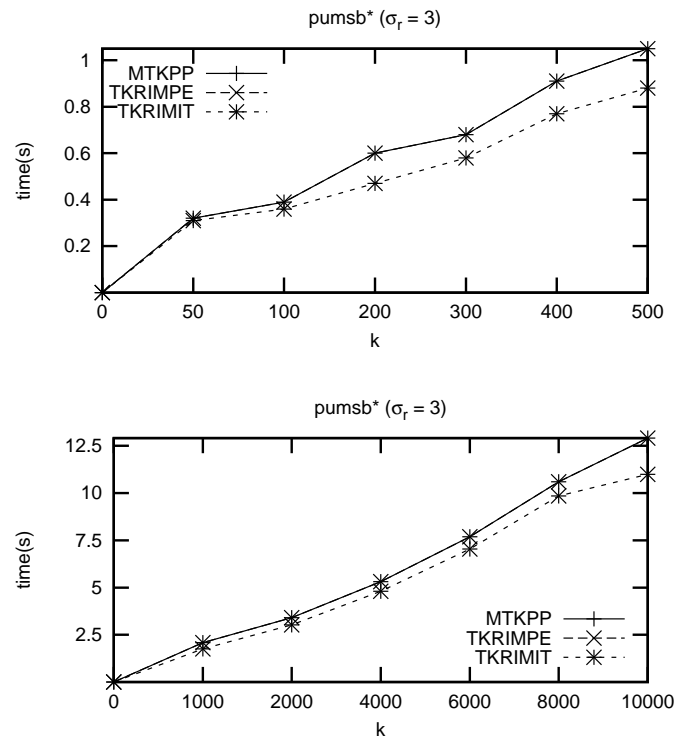 pumsb* (σr = 3)
1
0.8
0.6
0.4
0.2
time(s)
MTKPP
TKRIMPE
TKRIMIT
0 50 100 200 300 400 500
k
pumsb* (σr = 3)
12.5
10
7.5
5
2.5
time(s)
MTKPP
TKRIMPE
TKRIMIT
0 1000 2000 4000 6000 8000 10000
k